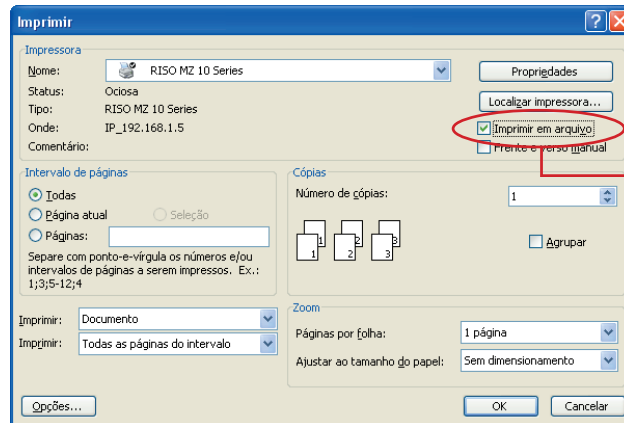 Imprimir
Impressora
Nome: RISO MZ 10 Series Propriedades
Status: Ociosa
Tipo: RISO MZ 10 Series Localizar impressora...
Onde: IP_192.168.1.5 Imprimir em arquivo
Comentário: Frente e verso manual
Intervalo de páginas
Todas
Página atual Seleção
Páginas:
Separe com ponto-e-vírgula os números e/ou
intervalos de páginas a serem impressos. Ex.:
1;3;5-12;4
Cópias
Número de cópias: 1
1 1 2 2 3 3
Agrupar
Imprimir: Documento
Imprimir: Todas as páginas do intervalo
Zoom
Páginas por folha: 1 página
Ajustar ao tamanho do papel: Sem dimensionamento
Opções... OK Cancelar